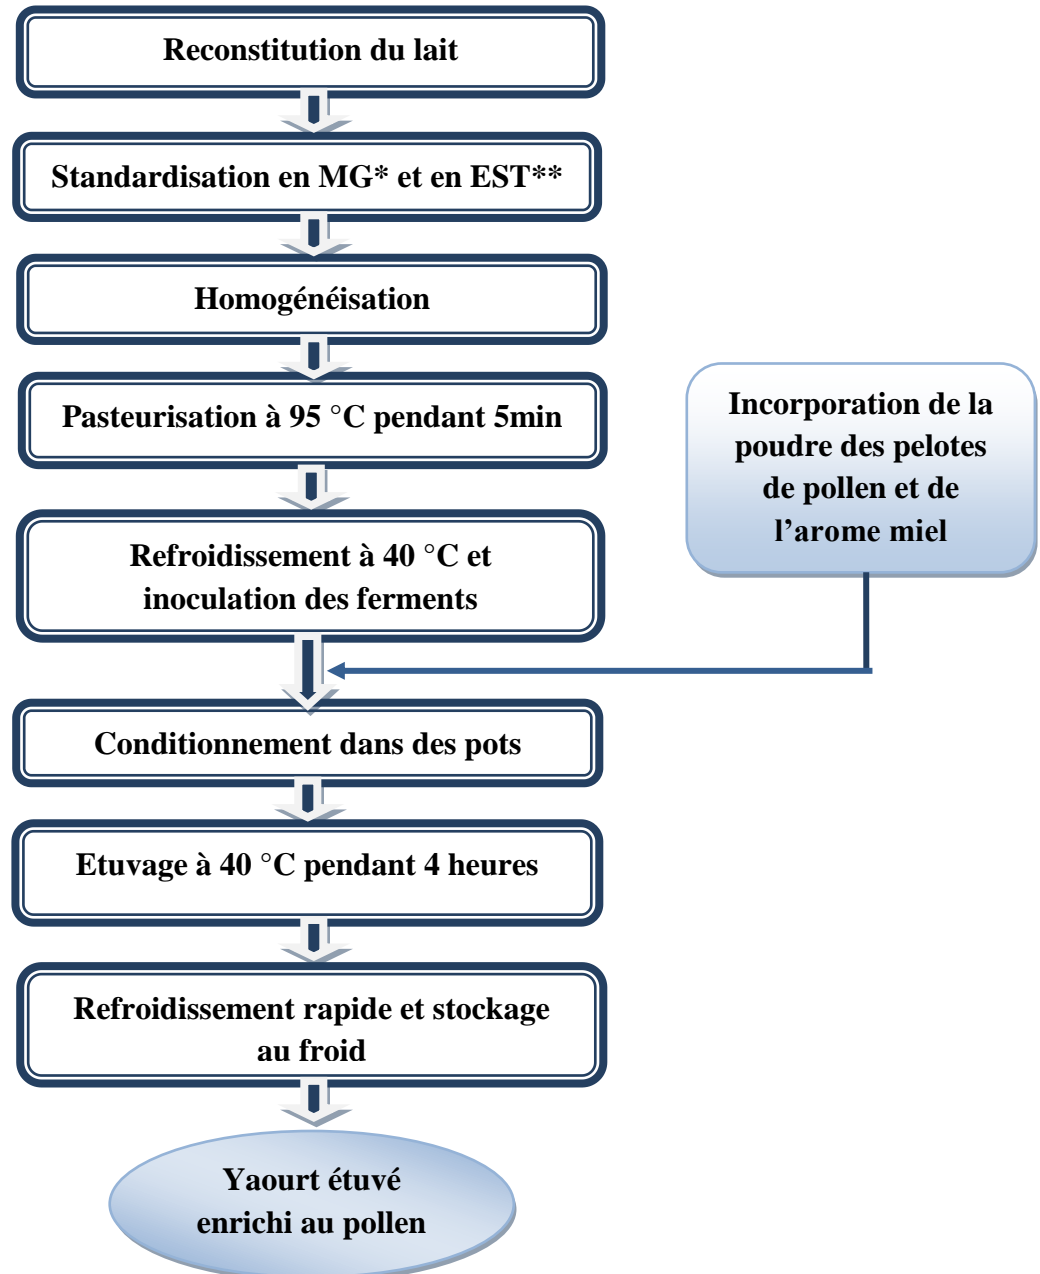 Reconstitution du lait
Standardisation en MG* et en EST**
Homogénéisation
Pasteurisation à 95 °C pendant 5min
Refroidissement à 40 °C et
inoculation des ferments
Incorporation de la
poudre des pelotes
de pollen et de
l’arome miel
Conditionnement dans des pots
Etuvage à 40 °C pendant 4 heures
Refroidissement rapide et stockage
au froid
Yaourt étuvé
enrichi au pollen